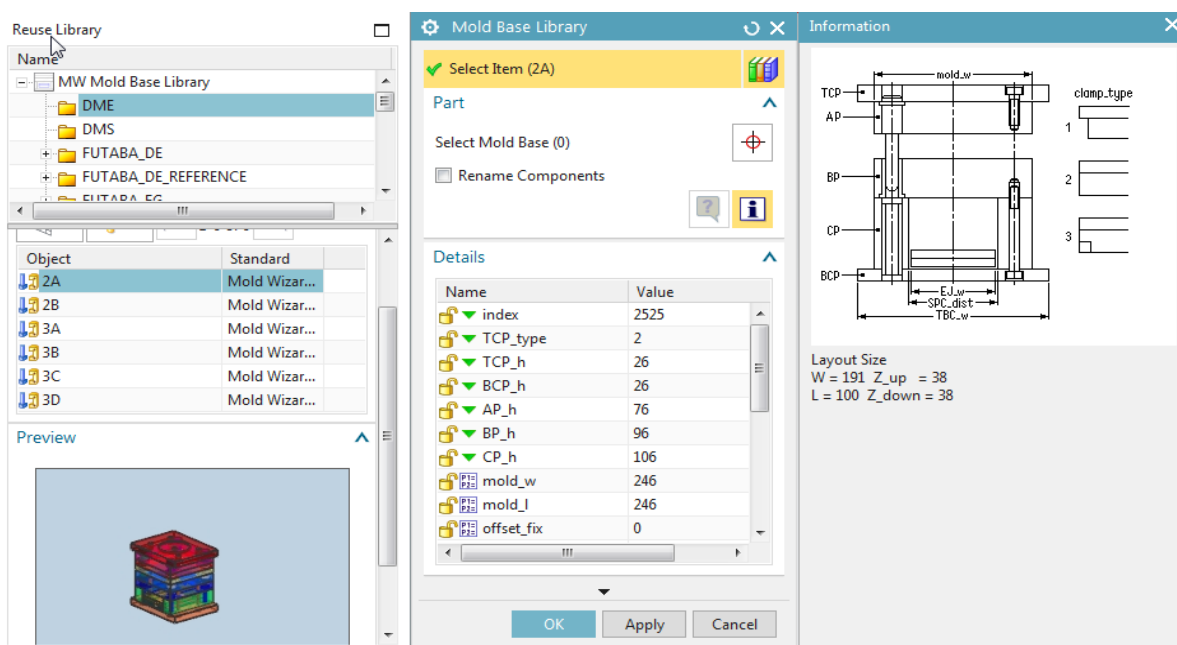 Reuse Library
Name
MW Mold Base Library
DME
DMS
FUTABA_DE
FUTABA_DE_REFERENCE
FUTABA_FG
Object Standard
2A Mold Wizar...
2B Mold Wizar...
3A Mold Wizar...
3B Mold Wizar...
3C Mold Wizar...
3D Mold Wizar...
Preview
Mold Base Library
Select Item (2A)
Part
Select Mold Base (0)
Rename Components
Details
Name Value
index 2525
TCP_type 2
TCP_h 26
BCP_h 26
AP_h 76
BP_h 96
CP_h 106
mold_w 246
mold_l 246
offset_fix 0
OK Apply Cancel
Information
mold_w
TCP
AP
BP
CP
BCP
EJ_w
SPC_dist
TBC_w
clamp_type
1
2
3
Layout Size
W = 191 Z_up = 38
L = 100 Z_down = 38